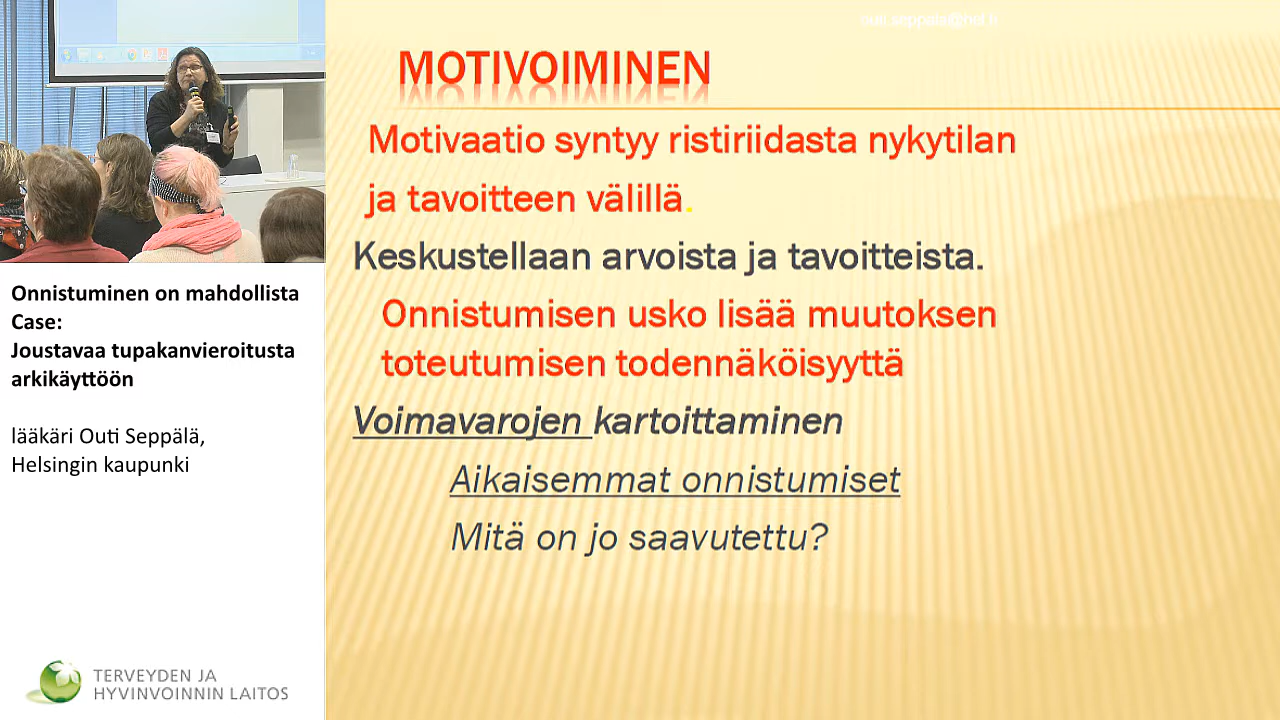 outi.seppala@hel.fi
MOTIVOIMINEN
Motivaatio syntyy ristiriidasta nykytilan
ja tavoitteen välillä.
Keskustellaan arvoista ja tavoitteista.
Onnistumisen usko lisää muutoksen
toteutumisen todennäköisyyttä
Voimavarojen kartoittaminen
Aikaisemmat onnistumiset
Mitä on jo saavutettu?
Onnistuminen on mahdollista
Case:
Joustavaa tupakanvieroitusta
arkikäyttöön
lääkäri Outi Seppälä,
Helsingin kaupunki
TERVEYDEN JA
HYVINVOINNIN LAITOS